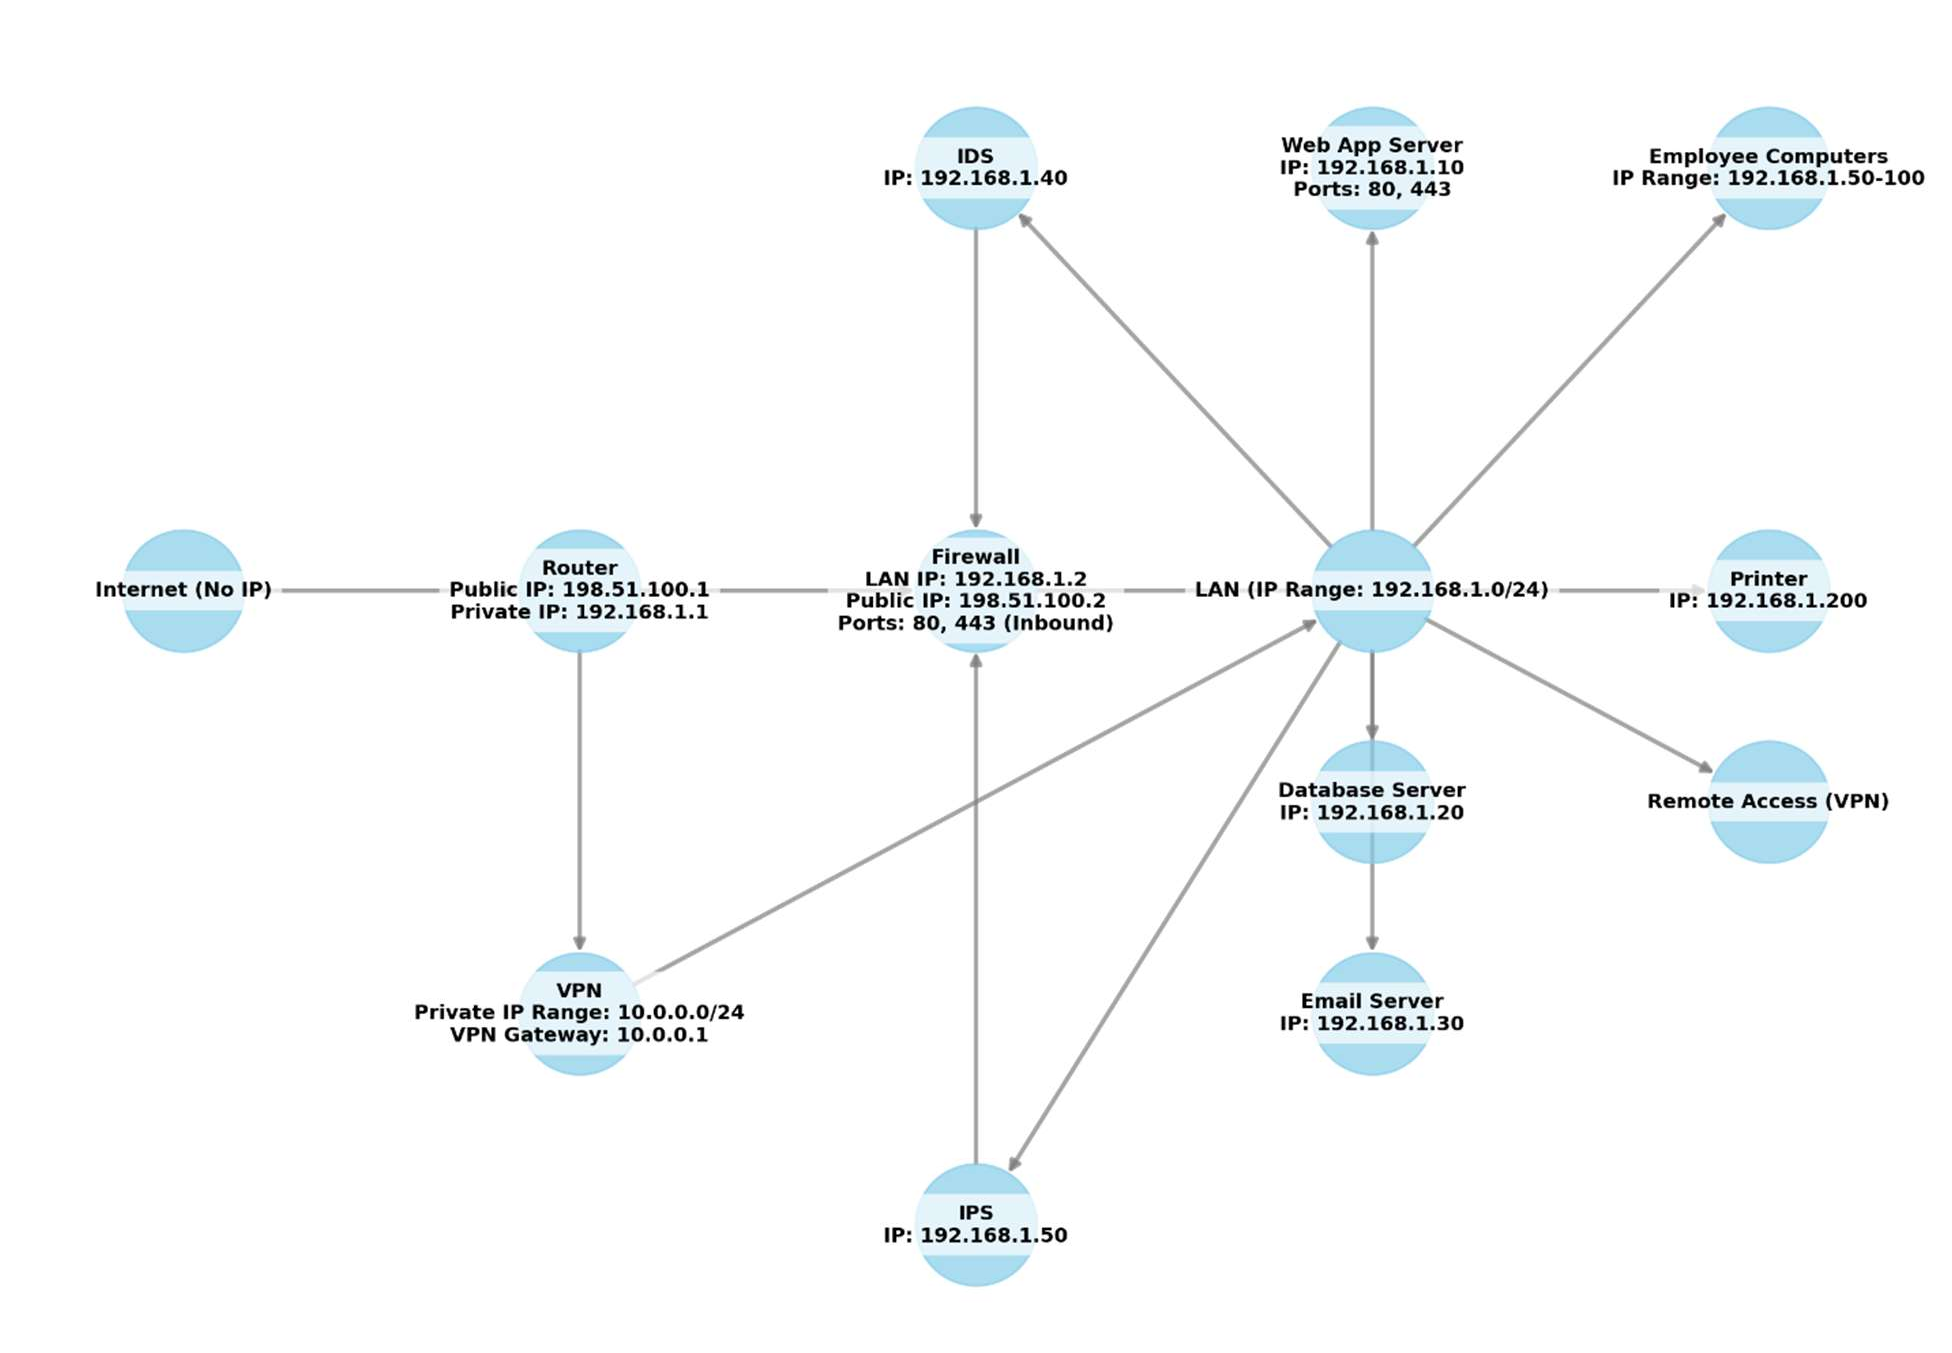 IDS
IP: 192.168.1.40
Web App Server
IP: 192.168.1.10
Ports: 80, 443
Employee Computers
IP Range: 192.168.1.50-100
Internet (No IP)
Router
Public IP: 198.51.100.1
Private IP: 192.168.1.1
Firewall
LAN IP: 192.168.1.2
Public IP: 198.51.100.2
Ports: 80, 443 (Inbound)
LAN (IP Range: 192.168.1.0/24)
Printer
IP: 192.168.1.200
Database Server
IP: 192.168.1.20
Remote Access (VPN)
VPN
Private IP Range: 10.0.0.0/24
VPN Gateway: 10.0.0.1
Email Server
IP: 192.168.1.30
IPS
IP: 192.168.1.50